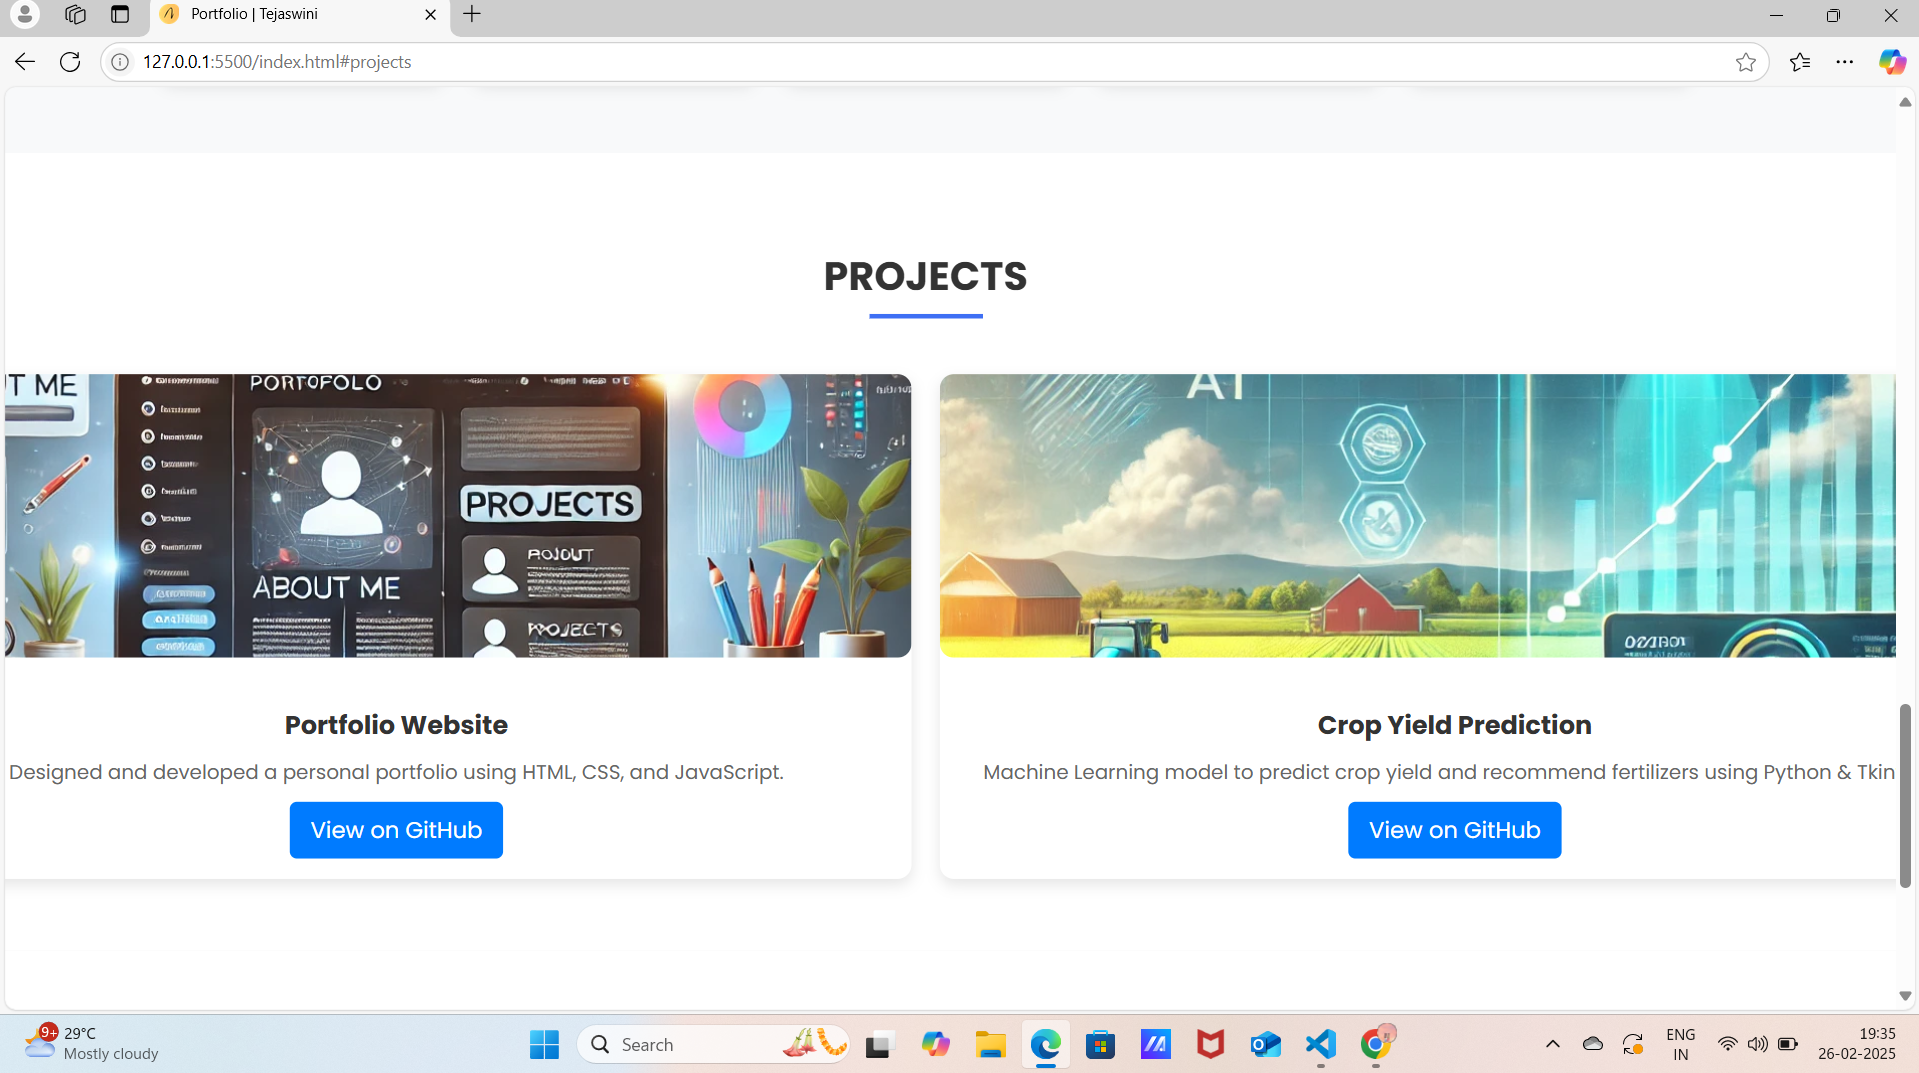 Portfolio | Tejaswini
127.0.0.1:5500/index.html#projects
PROJECTS
T ME
PORTOFOLO
PROJECTS
ROJOUT
ABOUT ME
PROJECTS
AI
Portfolio Website
Designed and developed a personal portfolio using HTML, CSS, and JavaScript.
View on GitHub
Crop Yield Prediction
Machine Learning model to predict crop yield and recommend fertilizers using Python & Tkin
View on GitHub
9+
29°C
Mostly cloudy
Search
ENG
IN
19:35
26-02-2025